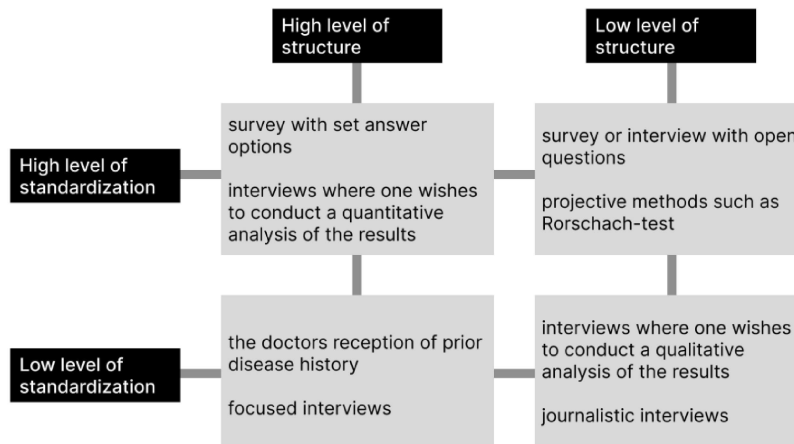 High level of
structure
Low level of
structure
High level of
standardization
survey with set answer
options
interviews where one wishes
to conduct a quantitative
analysis of the results
survey or interview with open
questions
projective methods such as
Rorschach-test
Low level of
standardization
the doctors reception of prior
disease history
focused interviews
interviews where one wishes
to conduct a qualitative
analysis of the results
journalistic interviews